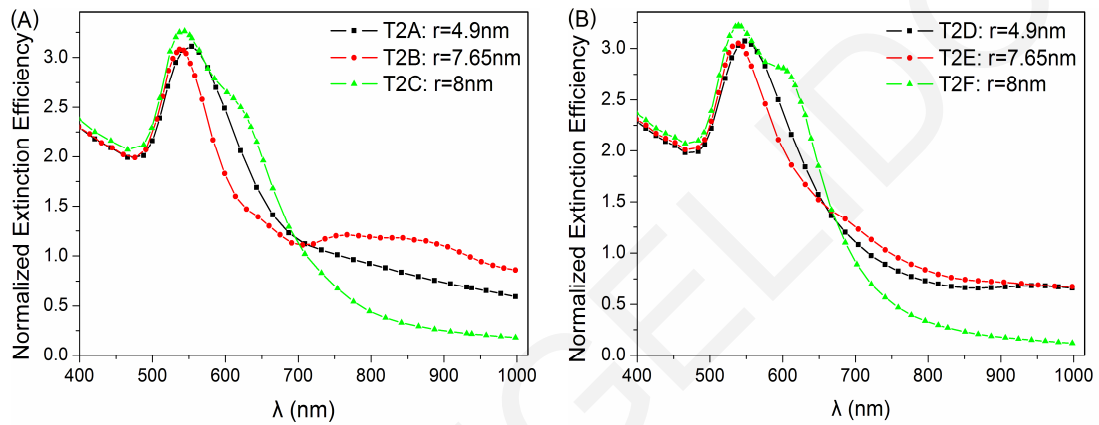 (A)
T2A: r=4.9nm
T2B: r=7.65nm
T2C: r=8nm
Normalized Extinction Efficiency
3.0
2.5
2.0
1.5
1.0
0.5
0.0
400 500 600 700 800 900 1000
λ (nm)
(B)
T2D: r=4.9nm
T2E: r=7.65nm
T2F: r=8nm
Normalized Extinction Efficiency
3.0
2.5
2.0
1.5
1.0
0.5
0.0
400 500 600 700 800 900 1000
λ (nm)